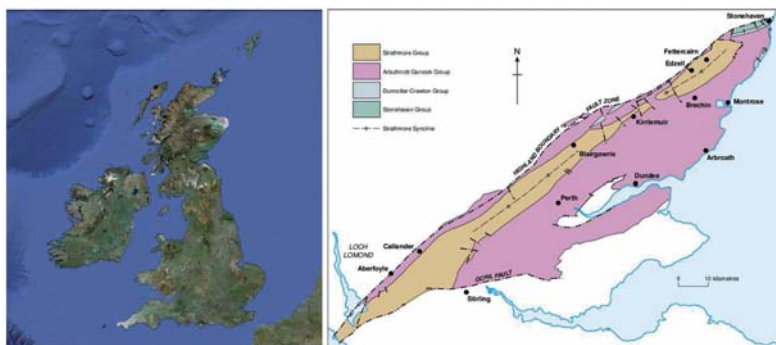 Strathmore Group
Arbuthnott-Garvock Group
Dunnottar-Crawton Group
Stonehaven Group
Strathmore Syncline
N
Stonehaven
Fettercairn
Edzell
HIGHLAND BOUNDARY FAULT ZONE
Brechin
Montrose
Kirriemuir
Blairgowrie
Arbroath
Dundee
Perth
LOCH
LOMOND
Callander
Aberfoyle
OCHIL FAULT
Stirling
0 10 kilometres